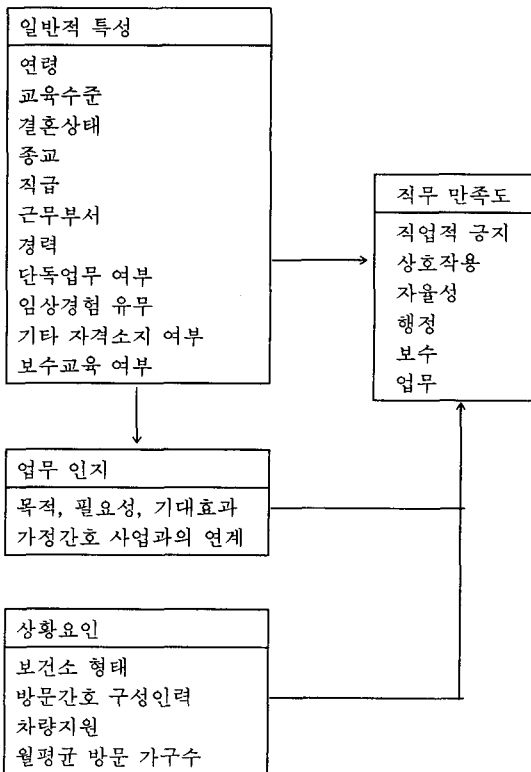 일반적 특성
연령
교육수준
결혼상태
종교
직급
근무부서
경력
단독업무 여부
임상경험 유무
기타 자격소지 여부
보수교육 여부
직무 만족도
직업적 긍지
상호작용
자율성
행정
보수
업무
업무 인지
목적, 필요성, 기대효과
가정간호 사업과의 연계
상황요인
보건소 형태
방문간호 구성인력
차량지원
월평균 방문 가구수